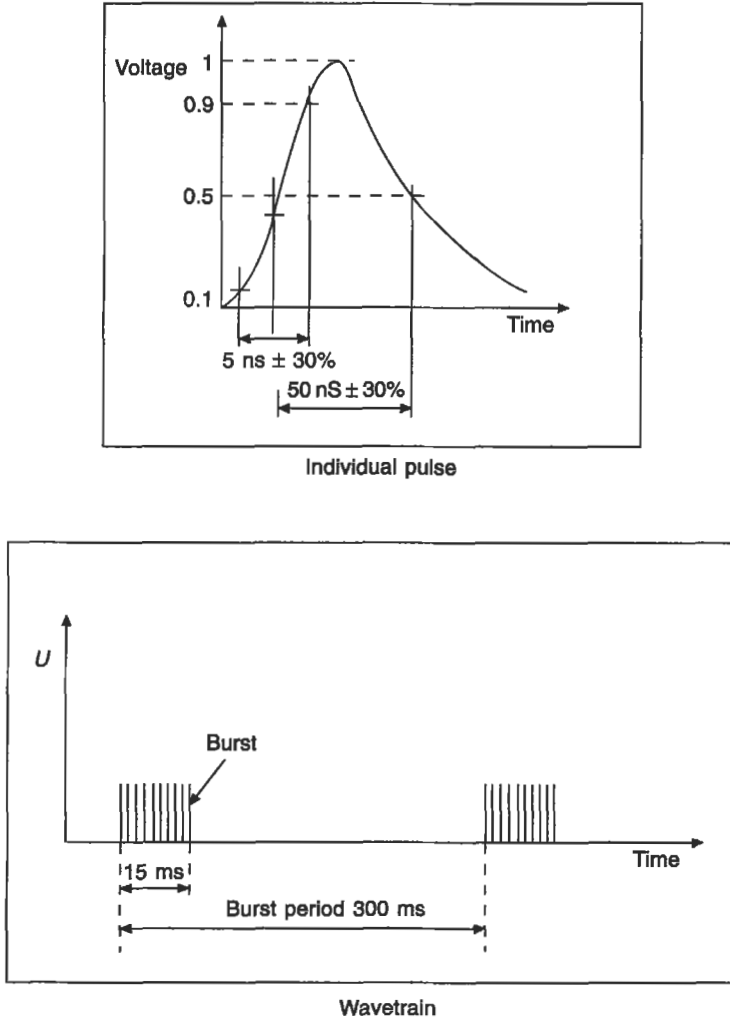 Voltage
1
0.9
0.5
0.1
Time
5 ns ± 30%
50 nS ± 30%
Individual pulse
U
Burst
Time
15 ms
Burst period 300 ms
Wavetrain